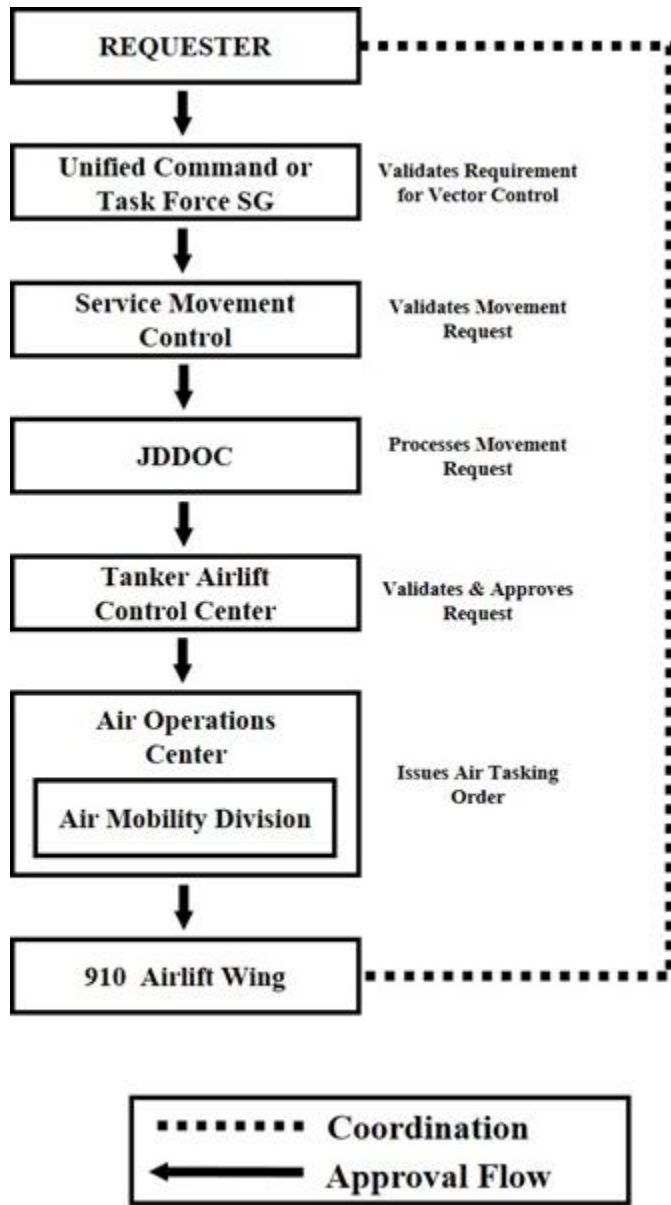 REQUESTER
Unified Command or
Task Force SG
Validates Requirement
for Vector Control
Service Movement
Control
Validates Movement
Request
JDDOC
Processes Movement
Request
Tanker Airlift
Control Center
Validates & Approves
Request
Air Operations
Center
Air Mobility Division
Issues Air Tasking
Order
910 Airlift Wing
Coordination
Approval Flow